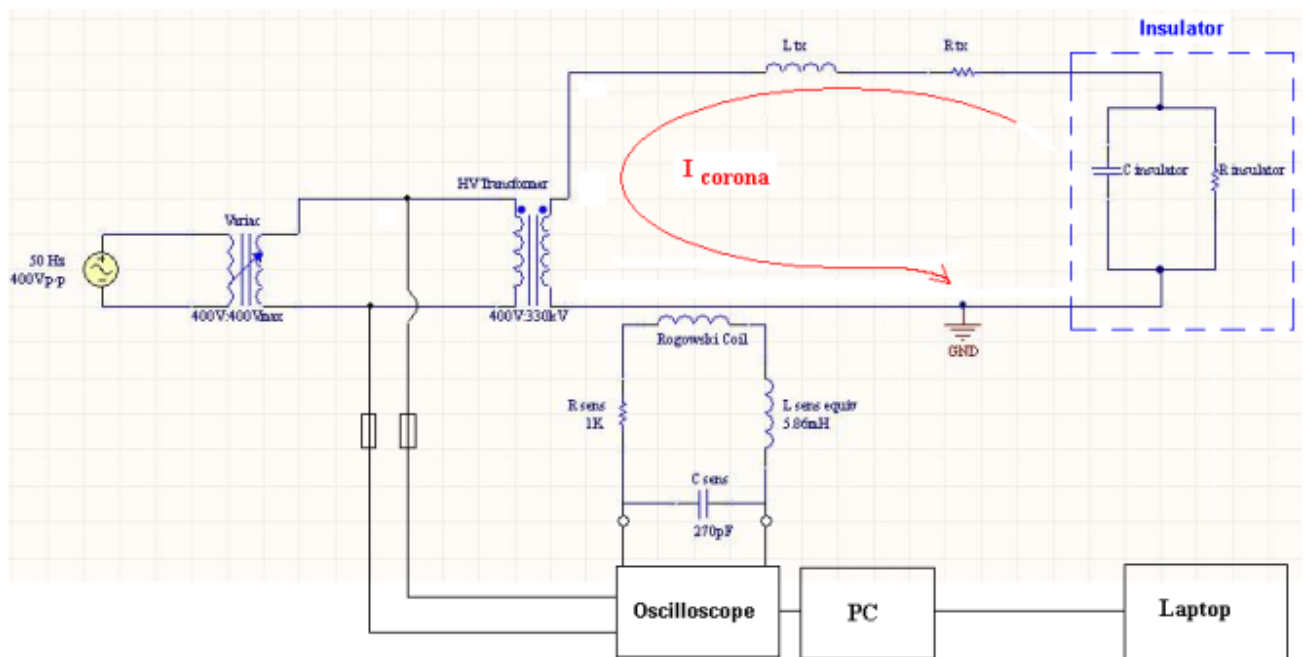 Insulator
L tx
R tx
I corona
C insulator
R insulator
HV Transformer
Variac
50 Hz
400Vp-p
400V:400Vmax
400V:330kV
Rogowski Coil
GND
R sens
1K
L sens equiv
5.86mH
C sens
270pF
Oscilloscope
PC
Laptop